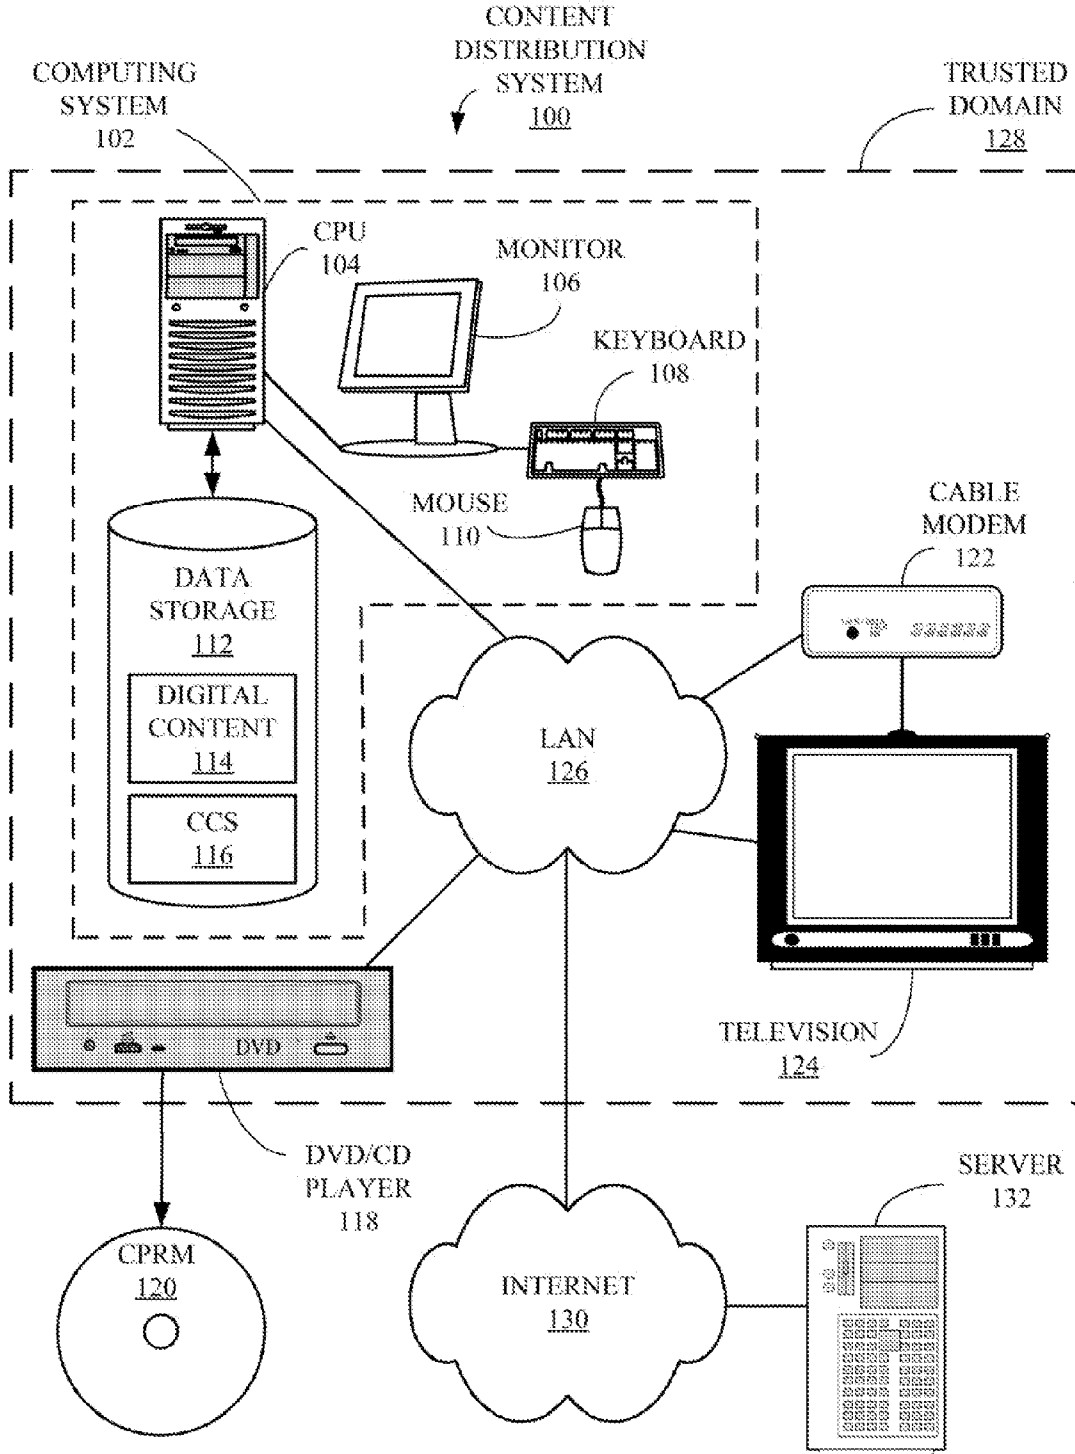 CONTENT
DISTRIBUTION
SYSTEM
100
COMPUTING
SYSTEM
102
TRUSTED
DOMAIN
128
CPU
104
MONITOR
106
KEYBOARD
108
MOUSE
110
CABLE
MODEM
122
DATA
STORAGE
112
DIGITAL
CONTENT
114
CCS
116
LAN
126
TELEVISION
124
DVD
DVD/CD
PLAYER
118
CPRM
120
INTERNET
130
SERVER
132